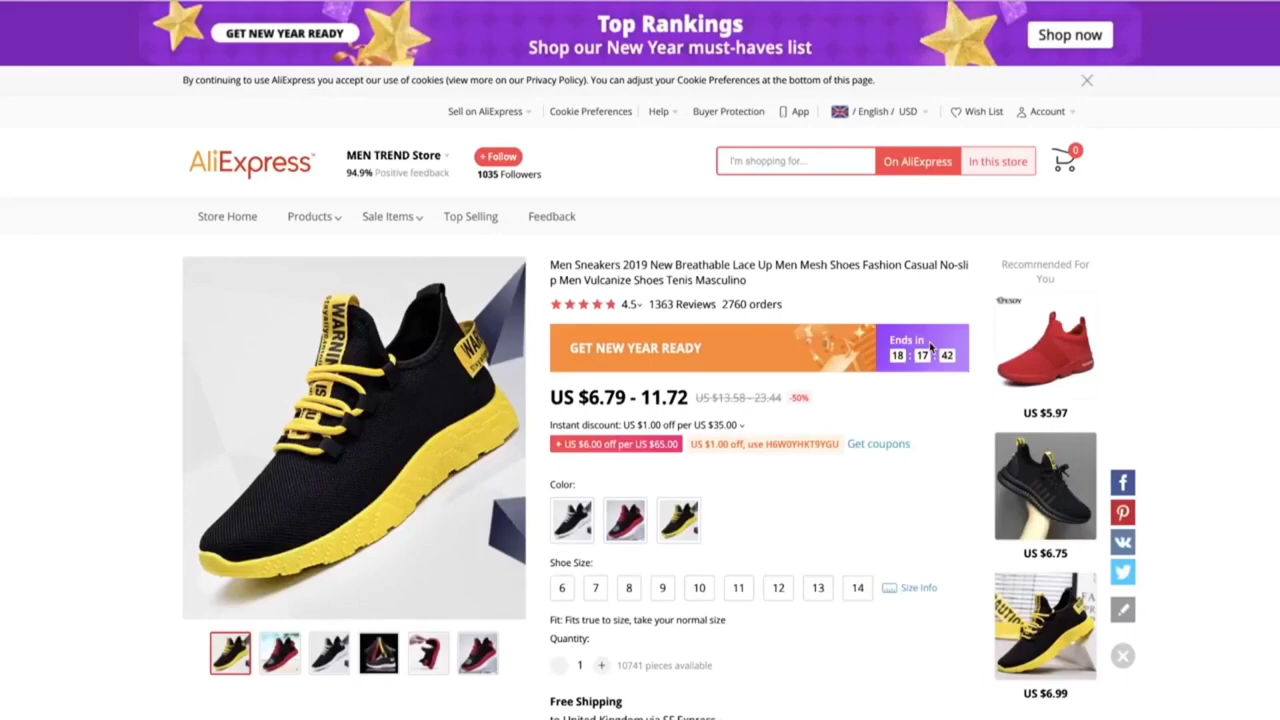 GET NEW YEAR READY
Top Rankings
Shop our New Year must-haves list
Shop now
By continuing to use AliExpress you accept our use of cookies (view more on our Privacy Policy). You can adjust your Cookie Preferences at the bottom of this page.
Sell on AliExpress
Cookie Preferences
Help
Buyer Protection
App
/ English / USD
Wish List
Account
AliExpress™
MEN TREND Store
94.9% Positive feedback
+ Follow
1035 Followers
I'm shopping for...
On AliExpress
In this store
0
Store Home
Products
Sale Items
Top Selling
Feedback
WARNIN
Men Sneakers 2019 New Breathable Lace Up Men Mesh Shoes Fashion Casual No-sli
p Men Vulcanize Shoes Tenis Masculino
4.5 1363 Reviews 2760 orders
GET NEW YEAR READY
Ends in
18 : 17 : 42
US $6.79 - 11.72 US $13.58 - 23.44 -50%
Instant discount: US $1.00 off per US $35.00
+ US $6.00 off per US $65.00 US $1.00 off, use H6W0YHKT9YGU Get coupons
Color:
Shoe Size:
6 7 8 9 10 11 12 13 14 Size Info
Fit: Fits true to size, take your normal size
Quantity:
1 + 10741 pieces available
Free Shipping
to United Kingdom via SF Express
Recommended For
You
US $5.97
US $6.75
US $6.99